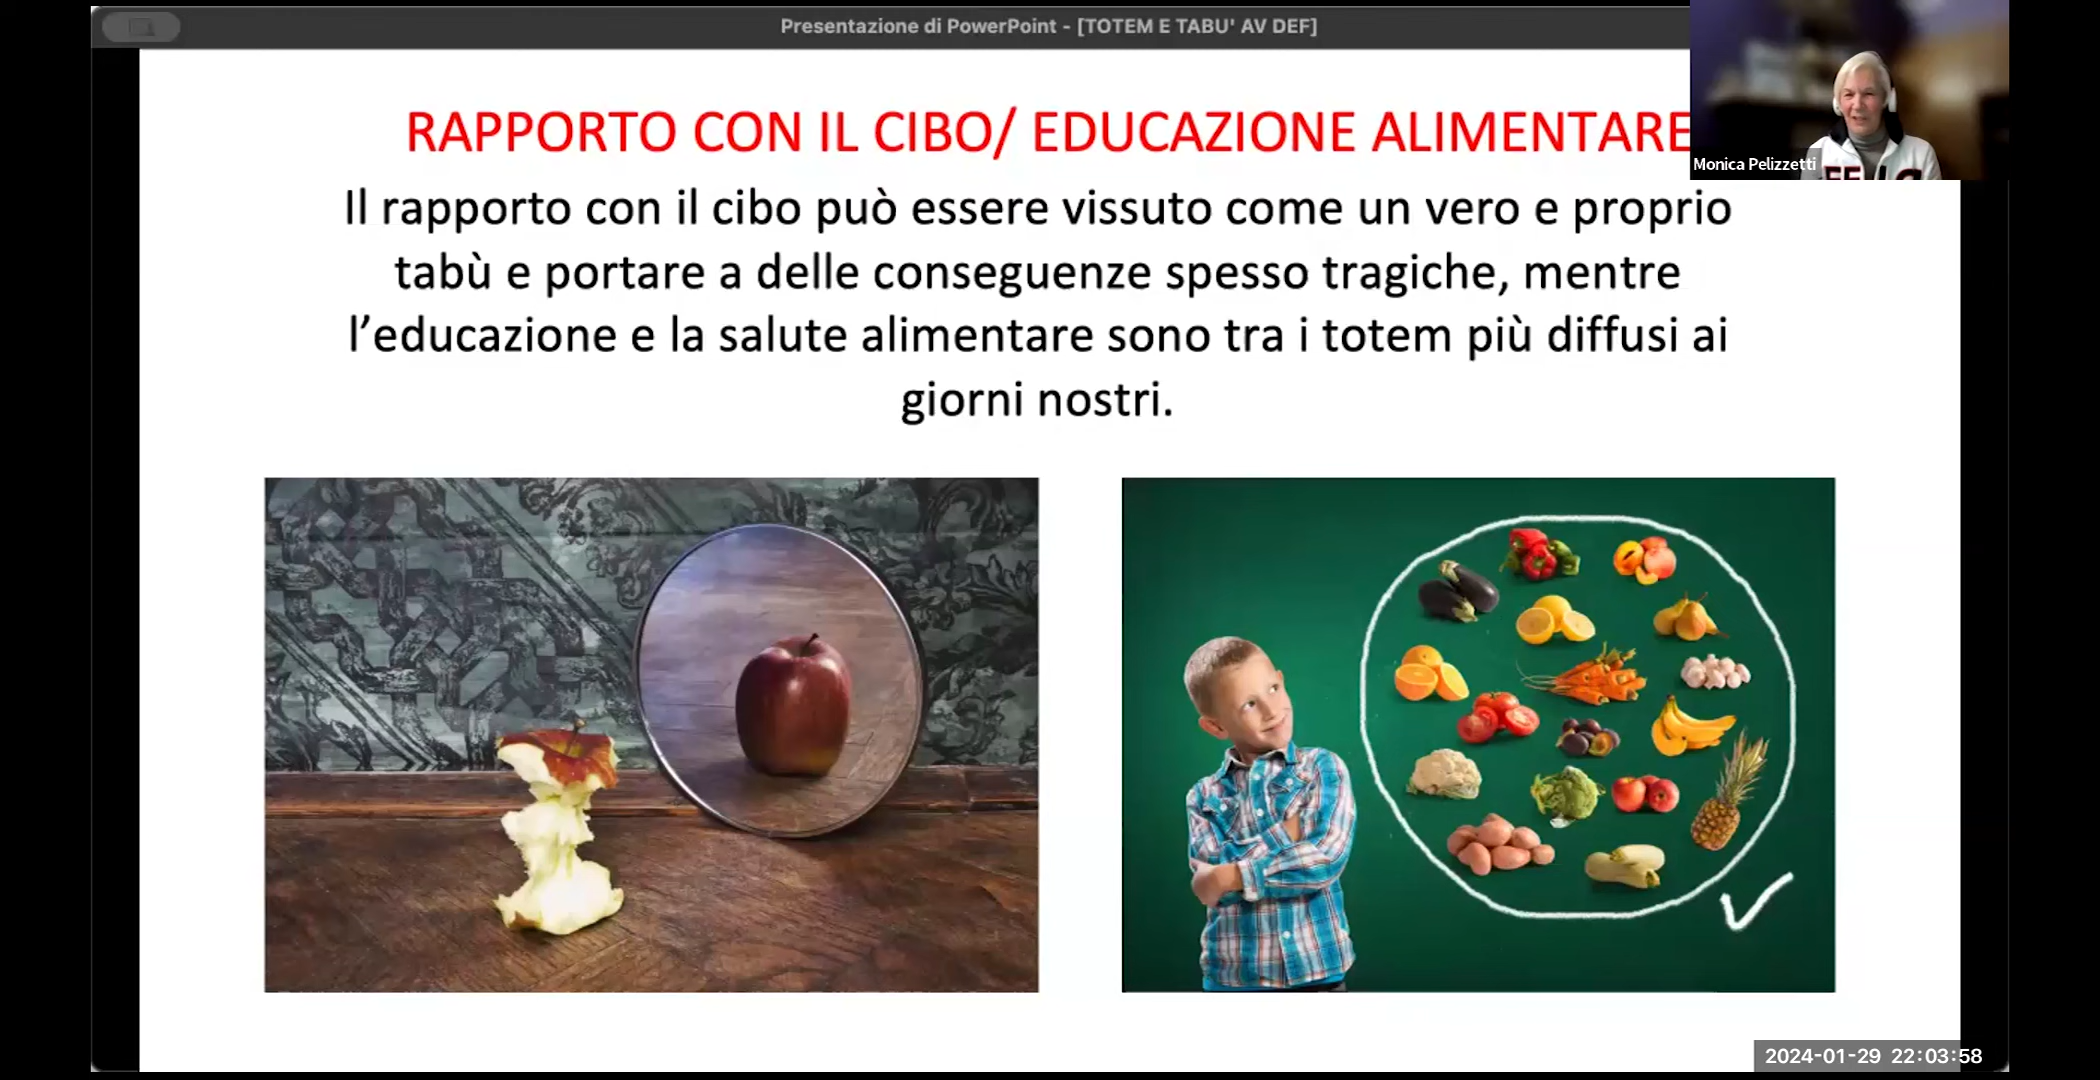 Presentazione di PowerPoint - [TOTEM E TABU' AV DEF]
RAPPORTO CON IL CIBO/ EDUCAZIONE ALIMENTARE
Monica Pelizzetti
Il rapporto con il cibo può essere vissuto come un vero e proprio
tabù e portare a delle conseguenze spesso tragiche, mentre
l’educazione e la salute alimentare sono tra i totem più diffusi ai
giorni nostri.
2024-01-29 22:03:58